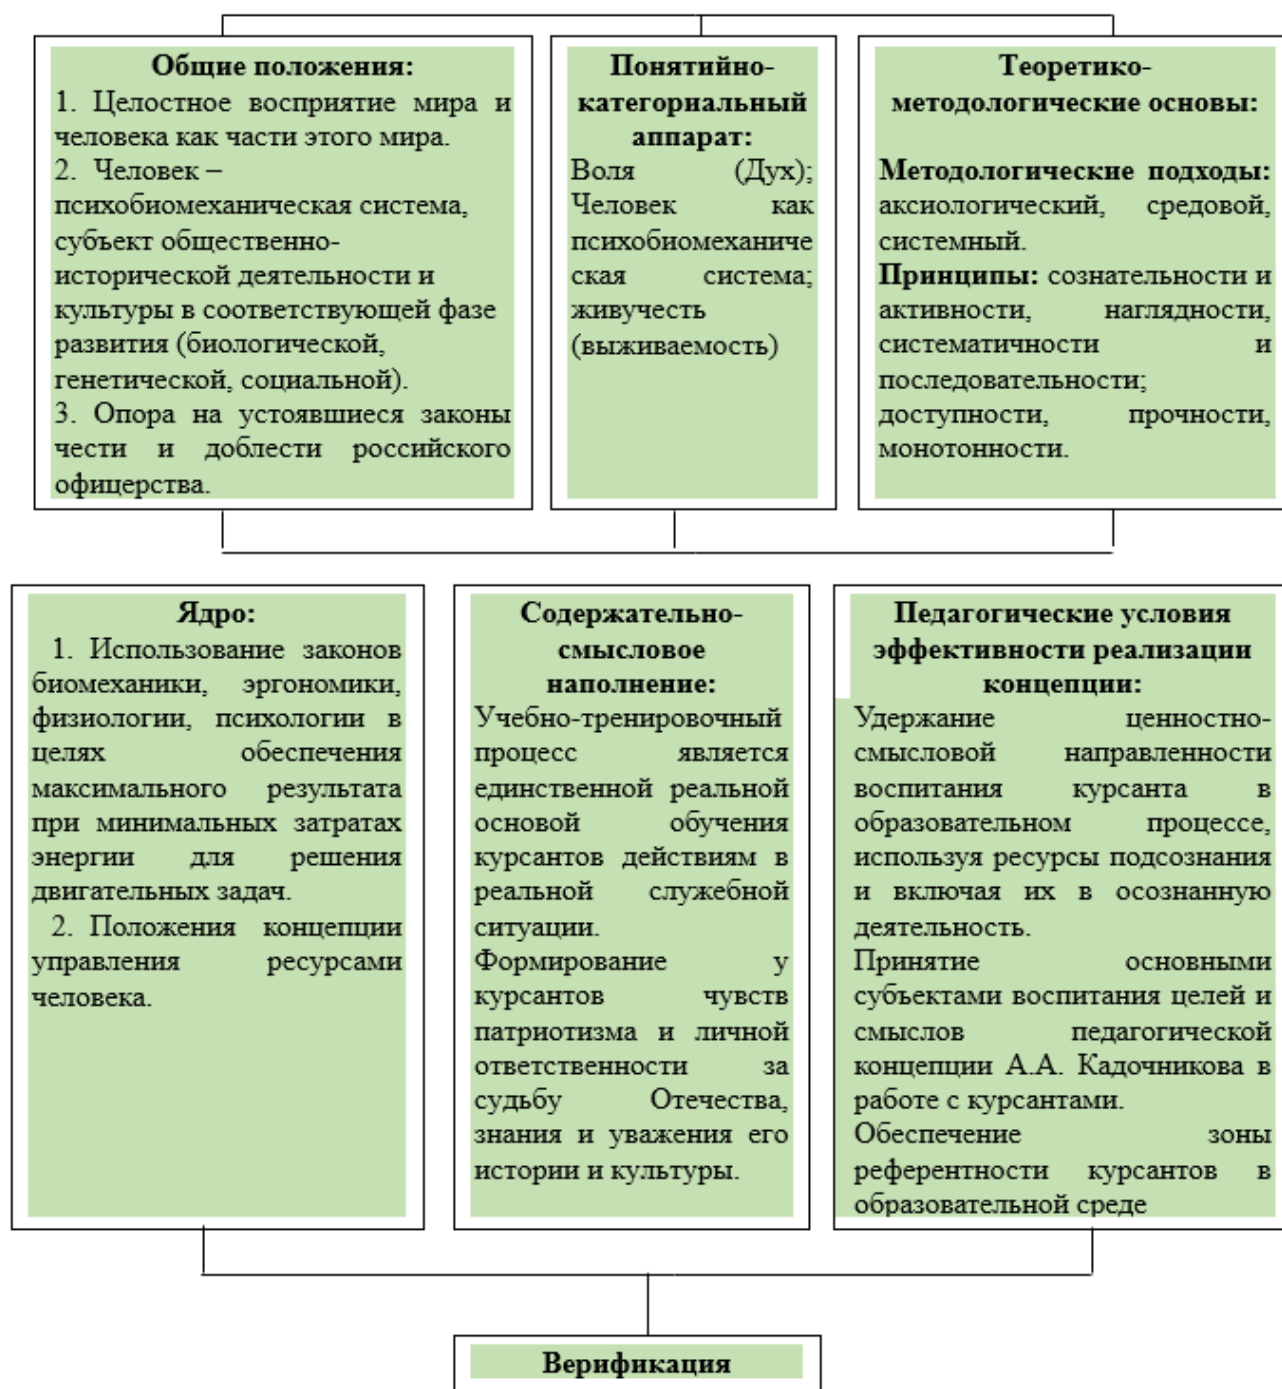 Общие положения:
1. Целостное восприятие мира и
человека как части этого мира.
2. Человек –
психобиомеханическая система,
субъект общественно-
исторической деятельности и
культуры в соответствующей фазе
развития (биологической,
генетической, социальной).
3. Опора на устоявшиеся законы
чести и доблести российского
офицерства.
Понятийно-
категориальный
аппарат:
Воля (Дух);
Человек как
психобиомеханиче
ская система;
живучесть
(выживаемость)
Теоретико-
методологические основы:
Методологические подходы:
аксиологический, средовой,
системный.
Принципы: сознательности и
активности, наглядности,
систематичности и
последовательности;
доступности, прочности,
монотонности.
Ядро:
1. Использование законов
биомеханики, эргономики,
физиологии, психологии в
целях обеспечения
максимального результата
при минимальных затратах
энергии для решения
двигательных задач.
2. Положения концепции
управления ресурсами
человека.
Содержательно-
смысловое
наполнение:
Учебно-тренировочный
процесс является
единственной реальной
основой обучения
курсантов действиям в
реальной служебной
ситуации.
Формирование у
курсантов чувств
патриотизма и личной
ответственности за
судьбу Отечества,
знания и уважения его
истории и культуры.
Педагогические условия
эффективности реализации
концепции:
Удержание ценностно-
смысловой направленности
воспитания курсанта в
образовательном процессе,
используя ресурсы подсознания
и включая их в осознанную
деятельность.
Принятие основными
субъектами воспитания целей и
смыслов педагогической
концепции А.А. Кадочникова в
работе с курсантами.
Обеспечение зоны
референтности курсантов в
образовательной среде
Верификация